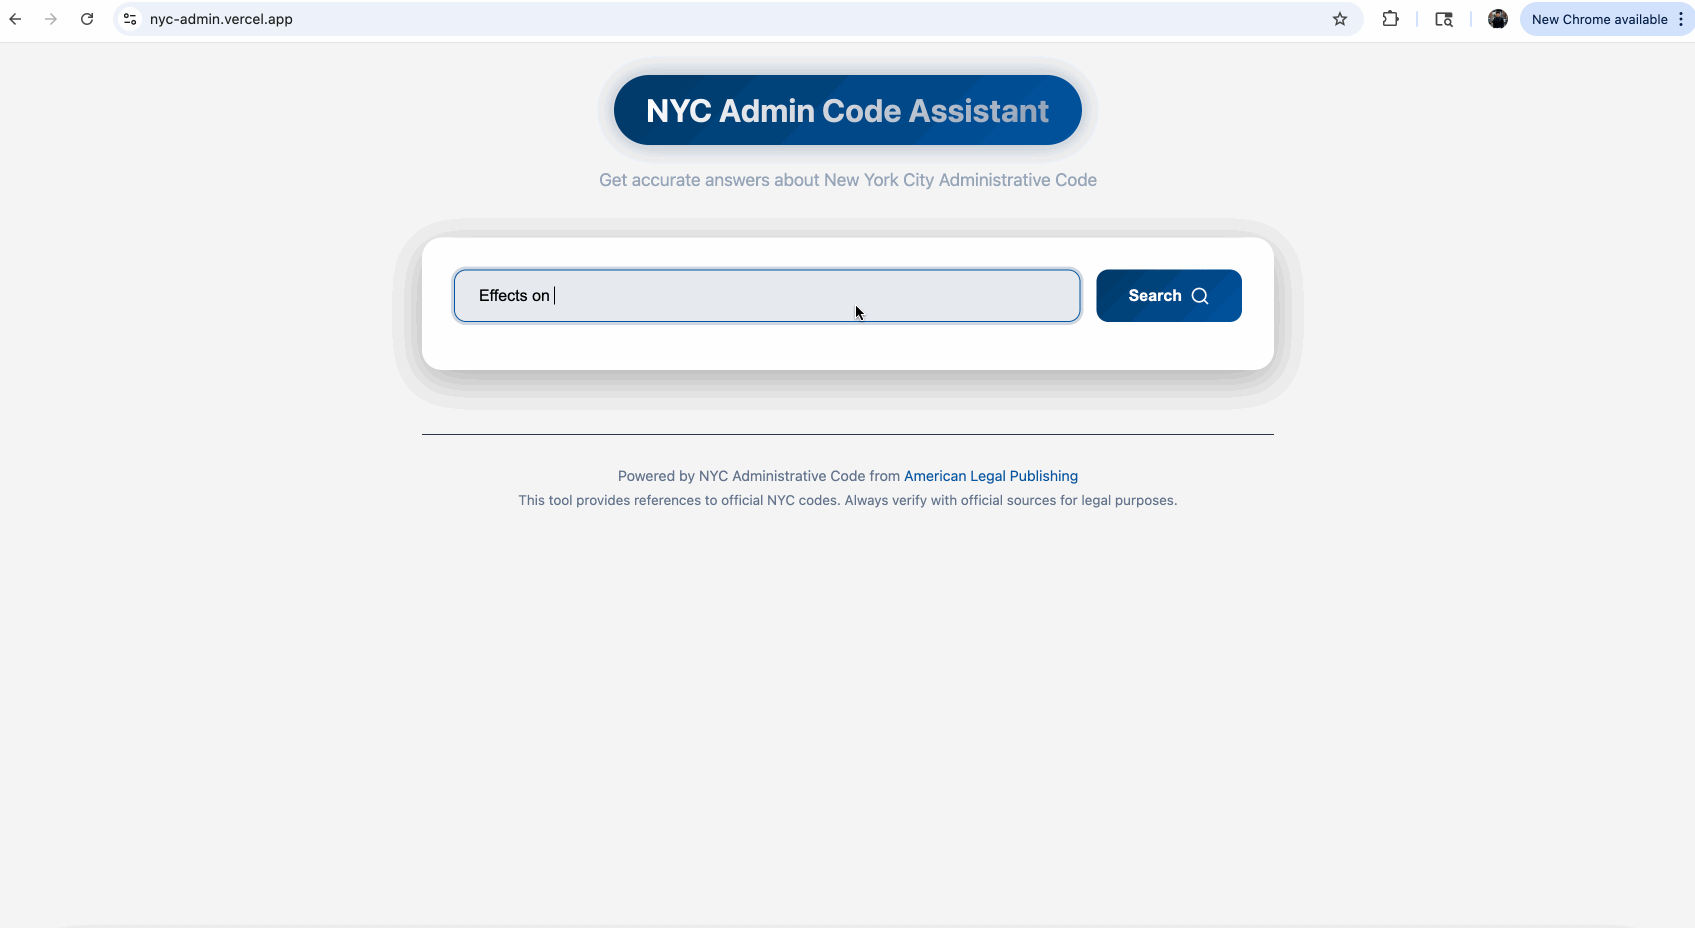 nyc-admin.vercel.app
New Chrome available
NYC Admin Code Assistant
Get accurate answers about New York City Administrative Code
Effects on
Search
Powered by NYC Administrative Code from American Legal Publishing
This tool provides references to official NYC codes. Always verify with official sources for legal purposes.